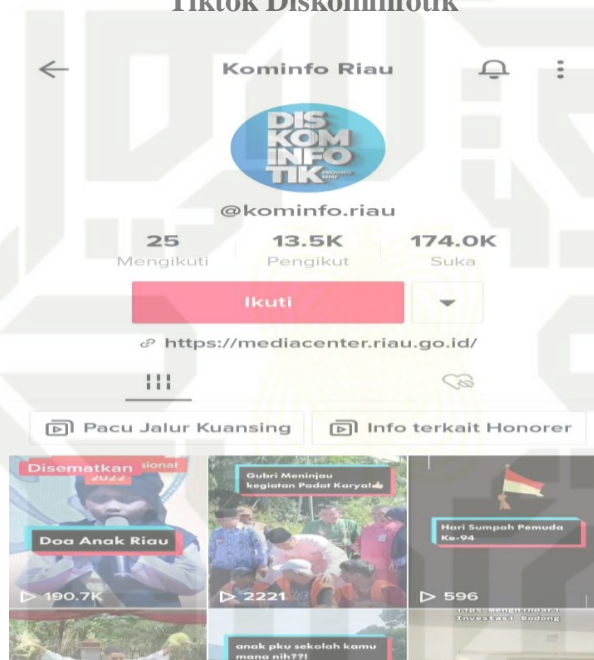 Tiktok Diskominfotik
Kominfo Riau
DIS
KOM
INFO
TIK
@kominfo.riau
25 13.5K 174.0K
Mengikuti Pengikut Suka
Ikuti
https://mediacenter.riau.go.id/
Pacu Jalur Kuansing Info terkait Honorer
Disematkan sional
2022
Doa Anak Riau
190.7K
Gubri Meninjau
kegiatan Padat Karya
2221
Hari Sumpah Pemuda
Ke-94
596
anak pku sekolah kamu
mana nih??!
Tips Menghindari
Investasi Bodong